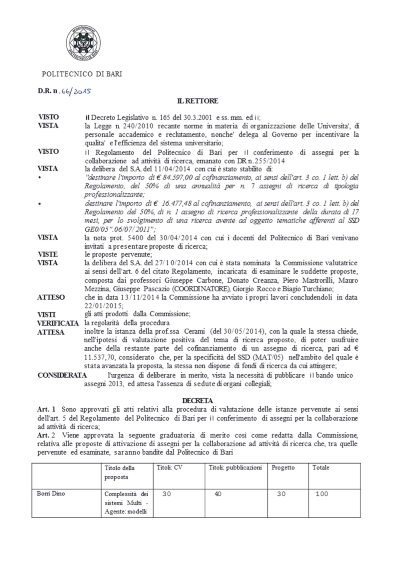 POLITECNICO DI BARI
D.R. n. 66/2015
IL RETTORE
VISTO il Decreto Legislativo n. 165 del 30.3.2001 e ss. mm. ed ii;
VISTA la Legge n. 240/2010 recante norme in materia di organizzazione delle Universita', di
personale accademico e reclutamento, nonche' delega al Governo per incentivare la
qualita' e l'efficienza del sistema universitario;
VISTO il Regolamento del Politecnico di Bari per il conferimento di assegni per la
collaborazione ad attività di ricerca, emanato con DR n. 255/2014
VISTA la delibera del S.A. del 11/04/2014 con cui è stato stabilito di:
• "destinare l'importo di € 84.597,00 al cofinanziamento, ai sensi dell'art. 3 co. 1 lett. b) del
Regolamento, del 50% di una annualità per n. 7 assegni di ricerca di tipologia
professionalizzante;
• destinare l'importo di € 16.477,48 al cofinanziamento, ai sensi dell'art. 3 co. 1 lett. b) del
Regolamento del 50%, di n. 1 assegno di ricerca professionalizzante della durata di 17
mesi, per lo svolgimento di una ricerca avente ad oggetto tematiche afferenti al SSD
VISTA la nota prot. 5400 del 30/04/2014 con cui i docenti del Politecnico di Bari venivano
invitati a presentare proposte di ricerca;
VISTE le proposte pervenute;
VISTA la delibera del S.A. del 27/10/2014 con cui è stata nominata la Commissione valutatrice
ai sensi dell'art. 6 del citato Regolamento, incaricata di esaminare le suddette proposte,
composta dai professori Giuseppe Carbone, Donato Creanza, Piero Mastrorilli, Mauro
Mezzina, Giuseppe Pascazio (COORDINATORE), Giorgio Rocco e Biagio Turchiano;
ATTESO che in data 13/11/2014 la Commissione ha avviato i propri lavori concludendoli in data
22/01/2015;
VISTI gli atti prodotti dalla Commissione;
VERIFICATA la regolarità della procedura
ATTESA inoltre la istanza della prof.ssa Cerami (del 30/05/2014), con la quale la stessa chiede,
nell'ipotesi di valutazione positiva del tema di ricerca proposto, di poter usufruire
anche della restante parte del cofinanziamento di un assegno di ricerca, pari ad €
11.537,70, considerato che, per la specificità del SSD (MAT/05) nell'ambito del quale è
stata avanzata la proposta, la stessa non dispone di fondi di ricerca da cui attingere;
CONSIDERATA l'urgenza di deliberare in merito, vista la necessità di pubblicare il bando unico
assegni 2013, ed attesa l'assenza di sedute di organi collegiali;
DECRETA
Art. 1 Sono approvati gli atti relativi alla procedura di valutazione delle istanze pervenute ai sensi
dell'art. 5 del Regolamento del Politecnico di Bari per il conferimento di assegni per la collaborazione
ad attività di ricerca;
Art. 2 Viene approvata la seguente graduatoria di merito cosi come redatta dalla Commissione,
relativa alle proposte di attivazione di assegni per la collaborazione ad attività di ricerca che, tra quelle
pervenute ed esaminate, saranno bandite dal Politecnico di Bari
Titolo della proposta Titoli: CV Titoli: pubblicazioni Progetto Totale
Borri Dino Complessità dei 30 40 30 100
sistemi Multi -
Agente: modelli